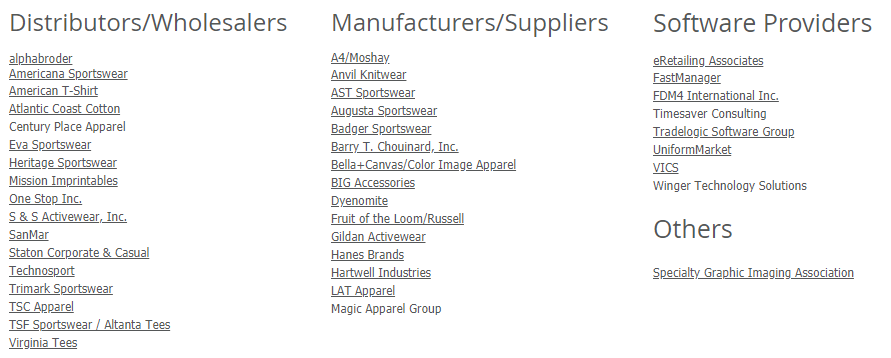 Distributors/Wholesalers
alphabroder
Americana Sportswear
American T-Shirt
Atlantic Coast Cotton
Century Place Apparel
Eva Sportswear
Heritage Sportswear
Mission Imprintables
One Stop Inc.
S & S Activewear, Inc.
SanMar
Staton Corporate & Casual
Technosport
Trimark Sportswear
TSC Apparel
TSF Sportswear / Altanta Tees
Virginia Tees
Manufacturers/Suppliers
A4/Moshay
Anvil Knitwear
AST Sportswear
Augusta Sportswear
Badger Sportswear
Barry T. Chouinard, Inc.
Bella+Canvas/Color Image Apparel
BIG Accessories
Dyenomite
Fruit of the Loom/Russell
Gildan Activewear
Hanes Brands
Hartwell Industries
LAT Apparel
Magic Apparel Group
Software Providers
eRetailing Associates
FastManager
FDM4 International Inc.
Timesaver Consulting
Tradelogic Software Group
UniformMarket
VICS
Winger Technology Solutions
Others
Specialty Graphic Imaging Association